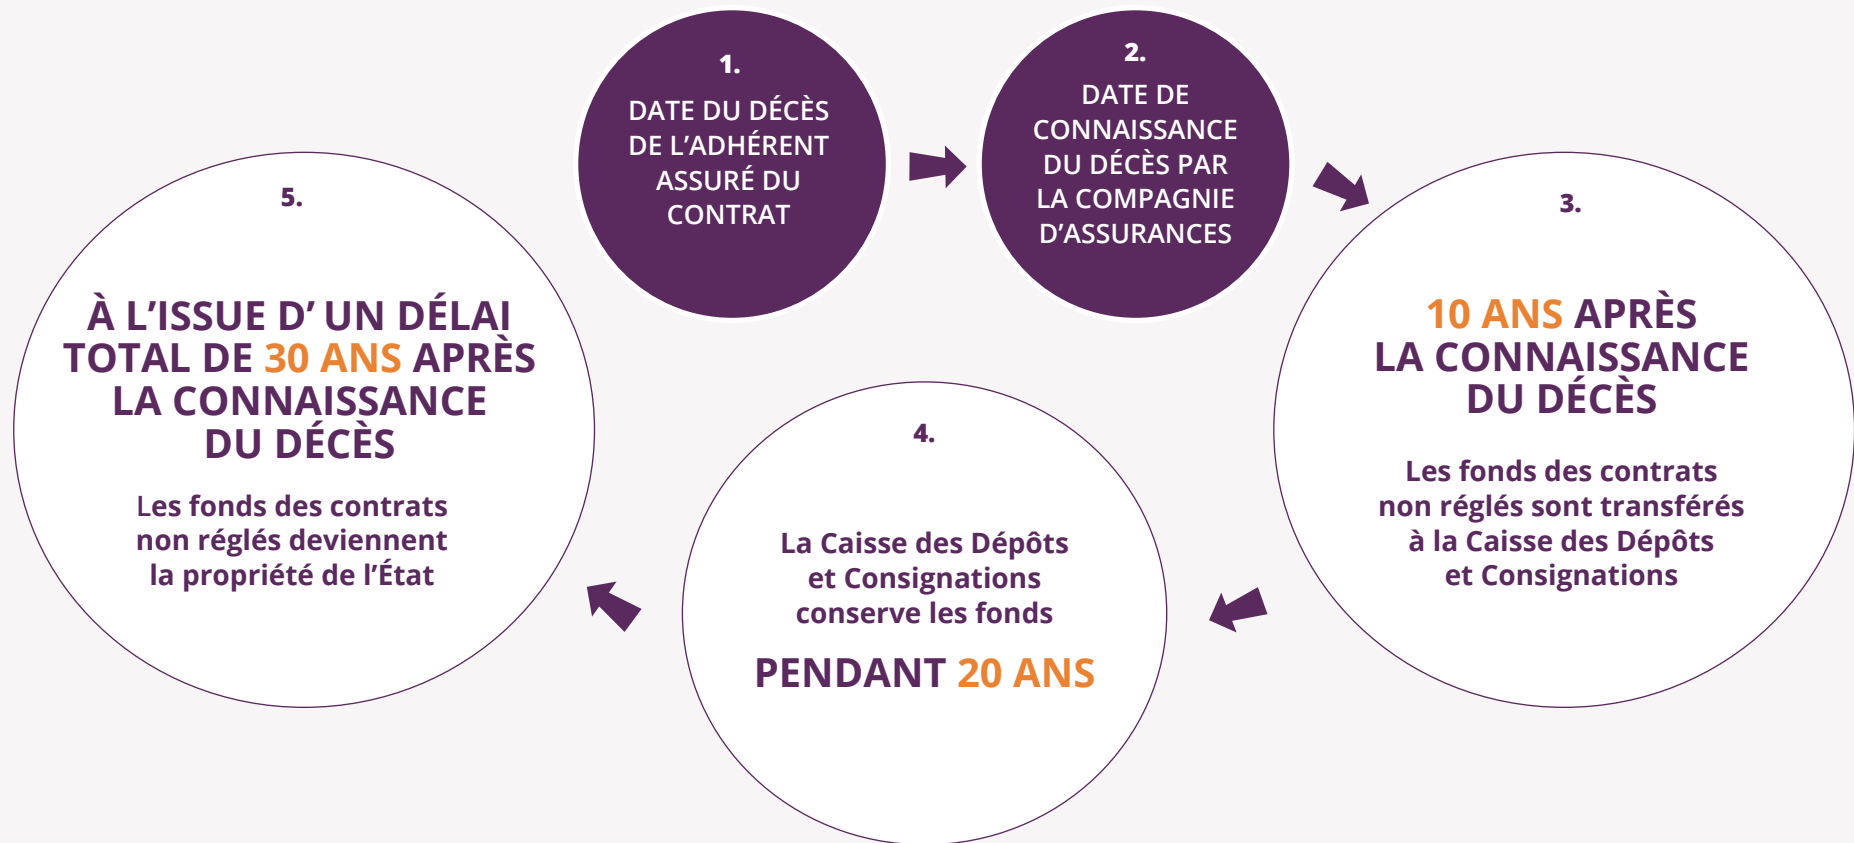 1.
DATE DU DÉCÈS
DE L’ADHÉRENT
ASSURÉ DU
CONTRAT
2.
DATE DE
CONNAISSANCE
DU DÉCÈS PAR
LA COMPAGNIE
D’ASSURANCES
3.
10 ANS APRÈS
LA CONNAISSANCE
DU DÉCÈS
Les fonds des contrats
non réglés sont transférés
à la Caisse des Dépôts
et Consignations
4.
La Caisse des Dépôts
et Consignations
conserve les fonds
PENDANT 20 ANS
5.
À L’ISSUE D’ UN DÉLAI
TOTAL DE 30 ANS APRÈS
LA CONNAISSANCE
DU DÉCÈS
Les fonds des contrats
non réglés deviennent
la propriété de l’État